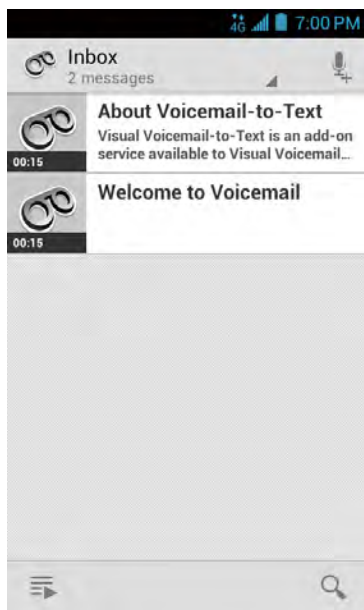 4G 7:00 PM
Inbox
2 messages
About Voicemail-to-Text
Visual Voicemail-to-Text is an add-on
service available to Visual Voicemail...
00:15
Welcome to Voicemail
00:15